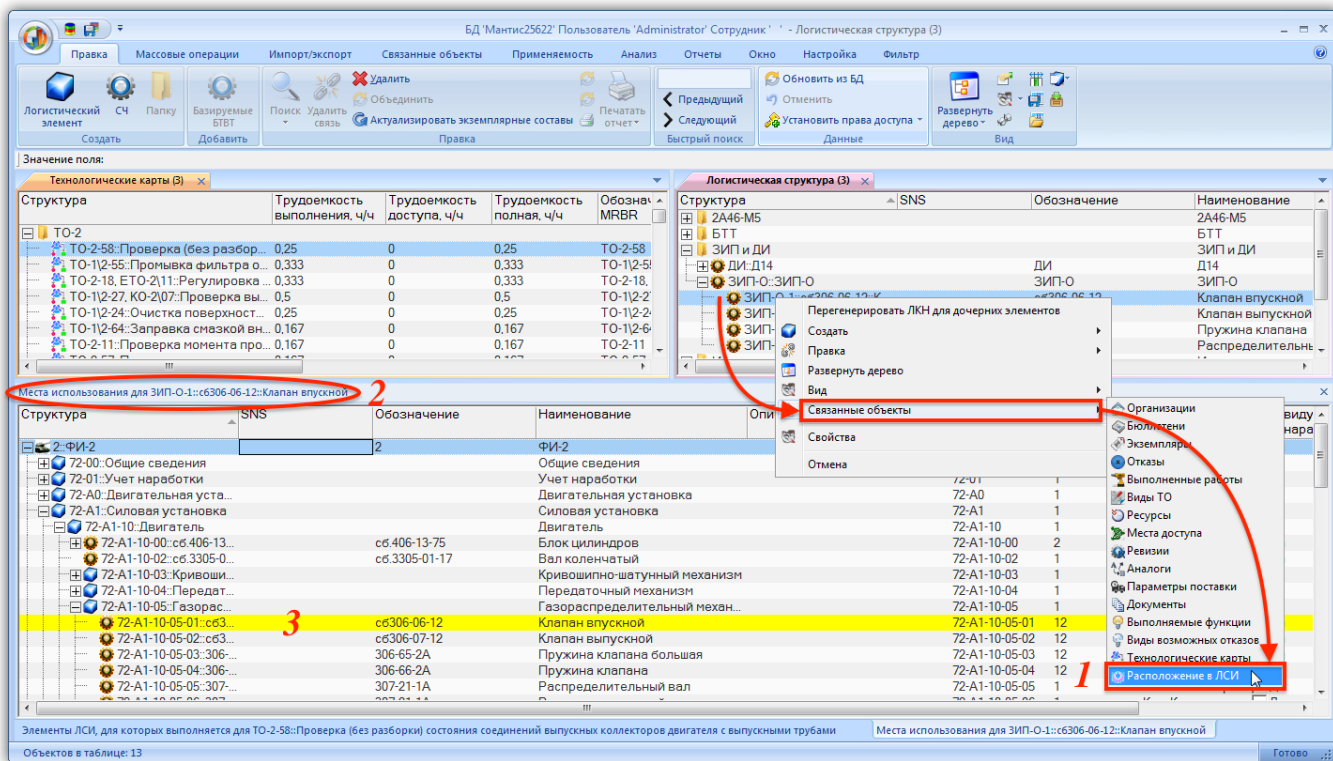 БД 'Мантис25622' Пользователь 'Administrator' Сотрудник ' ' - Логистическая структура (3)
Правка Массовые операции Импорт/экспорт Связанные объекты Применяемость Анализ Отчеты Окно Настройка Фильтр
Логистический элемент СЧ Папку Базируемые БТВТ Поиск Удалить связь Удалить Печатать отчет Предыдущий Обновить из БД Развернуть дерево
Объединить Отменить
Актуализировать экземплярные составы Следующий Установить права доступа
Создать Добавить Правка Быстрый поиск Данные Вид
Значение поля:
Технологические карты (3)
Структура Трудоемкость выполнения, ч/ч Трудоемкость доступа, ч/ч Трудоемкость полная, ч/ч MRBR
ТО-2
ТО-2-58::Проверка (без разбор... 0,25 0 0,25 ТО-2-58
ТО-1\2-55::Промывка фильтра о... 0,333 0 0,333
ТО-2-18, ЕТО-2\11::Регулировка ... 0,333 0 0,333 ТО-2-18,
ТО-1\2-27, КО-2\07::Проверка вы... 0,5 0 0,5
ТО-1\2-24::Очистка поверхност... 0,25 0 0,25
ТО-1\2-64::Заправка смазкой вн... 0,167 0 0,167
ТО-2-11::Проверка момента про... 0,167 0 0,167 ТО-2-11
Логистическая структура (3)
Структура SNS Обозначение Наименование
2А46-М5 2А46-М5
БТТ БТТ
ЗИП и ДИ ЗИП и ДИ
ДИ::Д14 ДИ Д14
ЗИП-О::ЗИП-О ЗИП-О ЗИП-О
ЗИП-О-1::сб306-06-12::К... сб306-06-12 Клапан впускной
ЗИП- Клапан выпускной
ЗИП- Пружина клапана
ЗИП- Распределительн
Перегенерировать ЛКН для дочерних элементов
Создать
Правка
Развернуть дерево
Вид
Связанные объекты
Свойства
Отмена
Организации
Бюллетени
Экземпляры
Отказы
Выполненные работы
Виды ТО
Ресурсы
Места доступа
Ревизии
Аналоги
Параметры поставки
Документы
Выполняемые функции
Виды возможных отказов
Технологические карты
Расположение в ЛСИ
1
Места использования для ЗИП-О-1::сб306-06-12::Клапан впускной
2
Структура SNS Обозначение Наименование
2::ФИ-2 2 ФИ-2
72-00::Общие сведения Общие сведения
72-01::Учет наработки Учет наработки 72-01 1
72-А0::Двигательная уста... Двигательная установка 72-А0 1
72-А1::Силовая установка Силовая установка 72-А1 1
72-А1-10::Двигатель Двигатель 72-А1-10 1
72-А1-10-00::сб.406-13... сб.406-13-75 Блок цилиндров 72-А1-10-00 2
72-А1-10-02::сб.3305-0... сб.3305-01-17 Вал коленчатый 72-А1-10-02 1
72-А1-10-03::Кривоши... Кривошипно-шатунный механизм 72-А1-10-03 1
72-А1-10-04::Передат... Передаточный механизм 72-А1-10-04 1
72-А1-10-05::Газорас... Газораспределительный механ... 72-А1-10-05 1
72-А1-10-05-01::сб3... сб306-06-12 Клапан впускной 72-А1-10-05-01 12
3
72-А1-10-05-02::сб3... сб306-07-12 Клапан выпускной 72-А1-10-05-02 12
72-А1-10-05-03::306-... 306-65-2А Пружина клапана большая 72-А1-10-05-03 12
72-А1-10-05-04::306-... 306-66-2А Пружина клапана 72-А1-10-05-04 12
72-А1-10-05-05::307-... 307-21-1А Распределительный вал 72-А1-10-05-05 1
Элементы ЛСИ, для которых выполняется для ТО-2-58::Проверка (без разборки) состояния соединений выпускных коллекторов двигателя с выпускными трубами Места использования для ЗИП-О-1::сб306-06-12::Клапан впускной
Объектов в таблице: 13 Готово